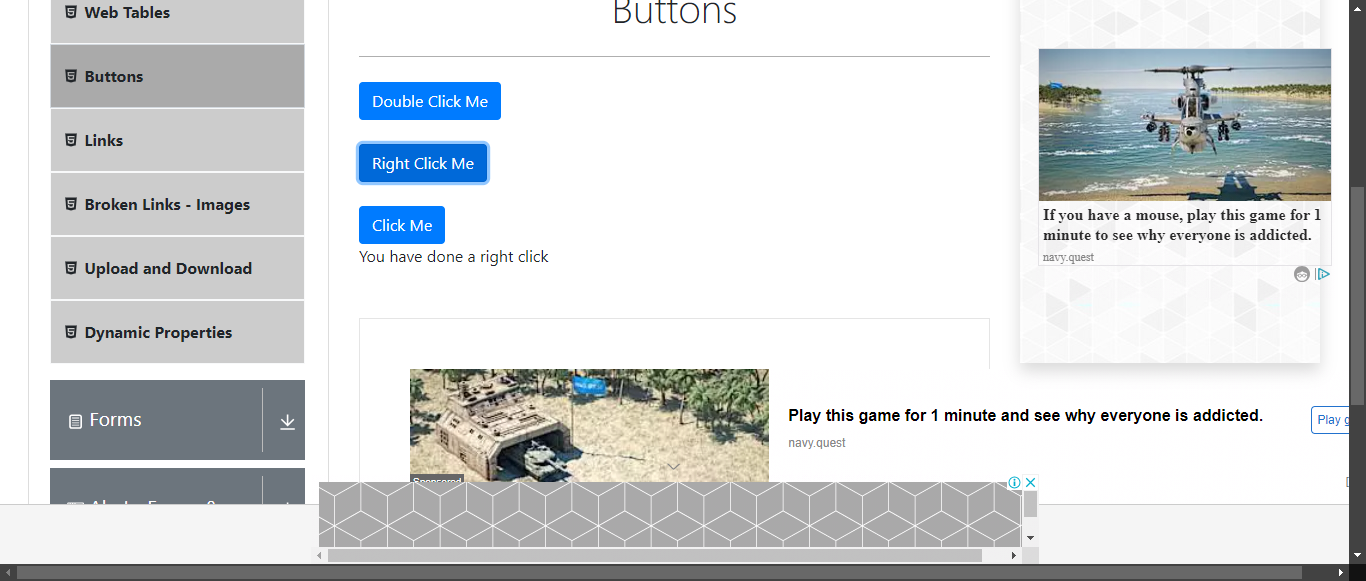 Web Tables
Buttons
Links
Broken Links - Images
Upload and Download
Dynamic Properties
Forms
Buttons
Double Click Me
Right Click Me
Click Me
You have done a right click
If you have a mouse, play this game for 1
minute to see why everyone is addicted.
navy.quest
Play this game for 1 minute and see why everyone is addicted.
navy.quest
Play
Sponsored